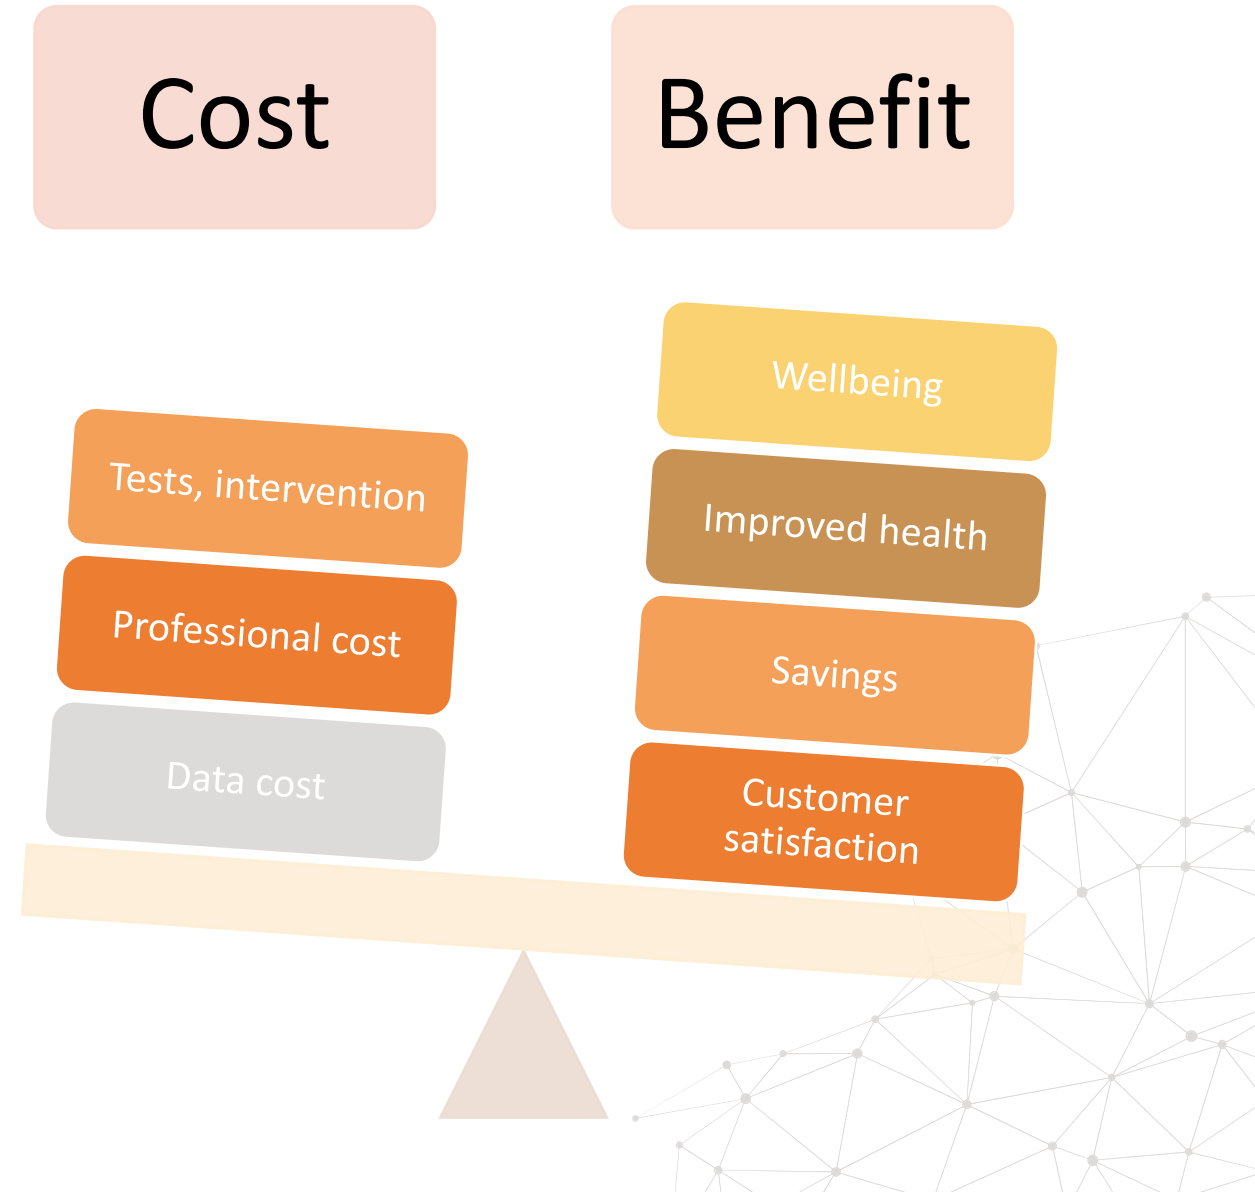 Cost
Benefit
Tests, intervention
Professional cost
Data cost
Wellbeing
Improved health
Savings
Customer
satisfaction